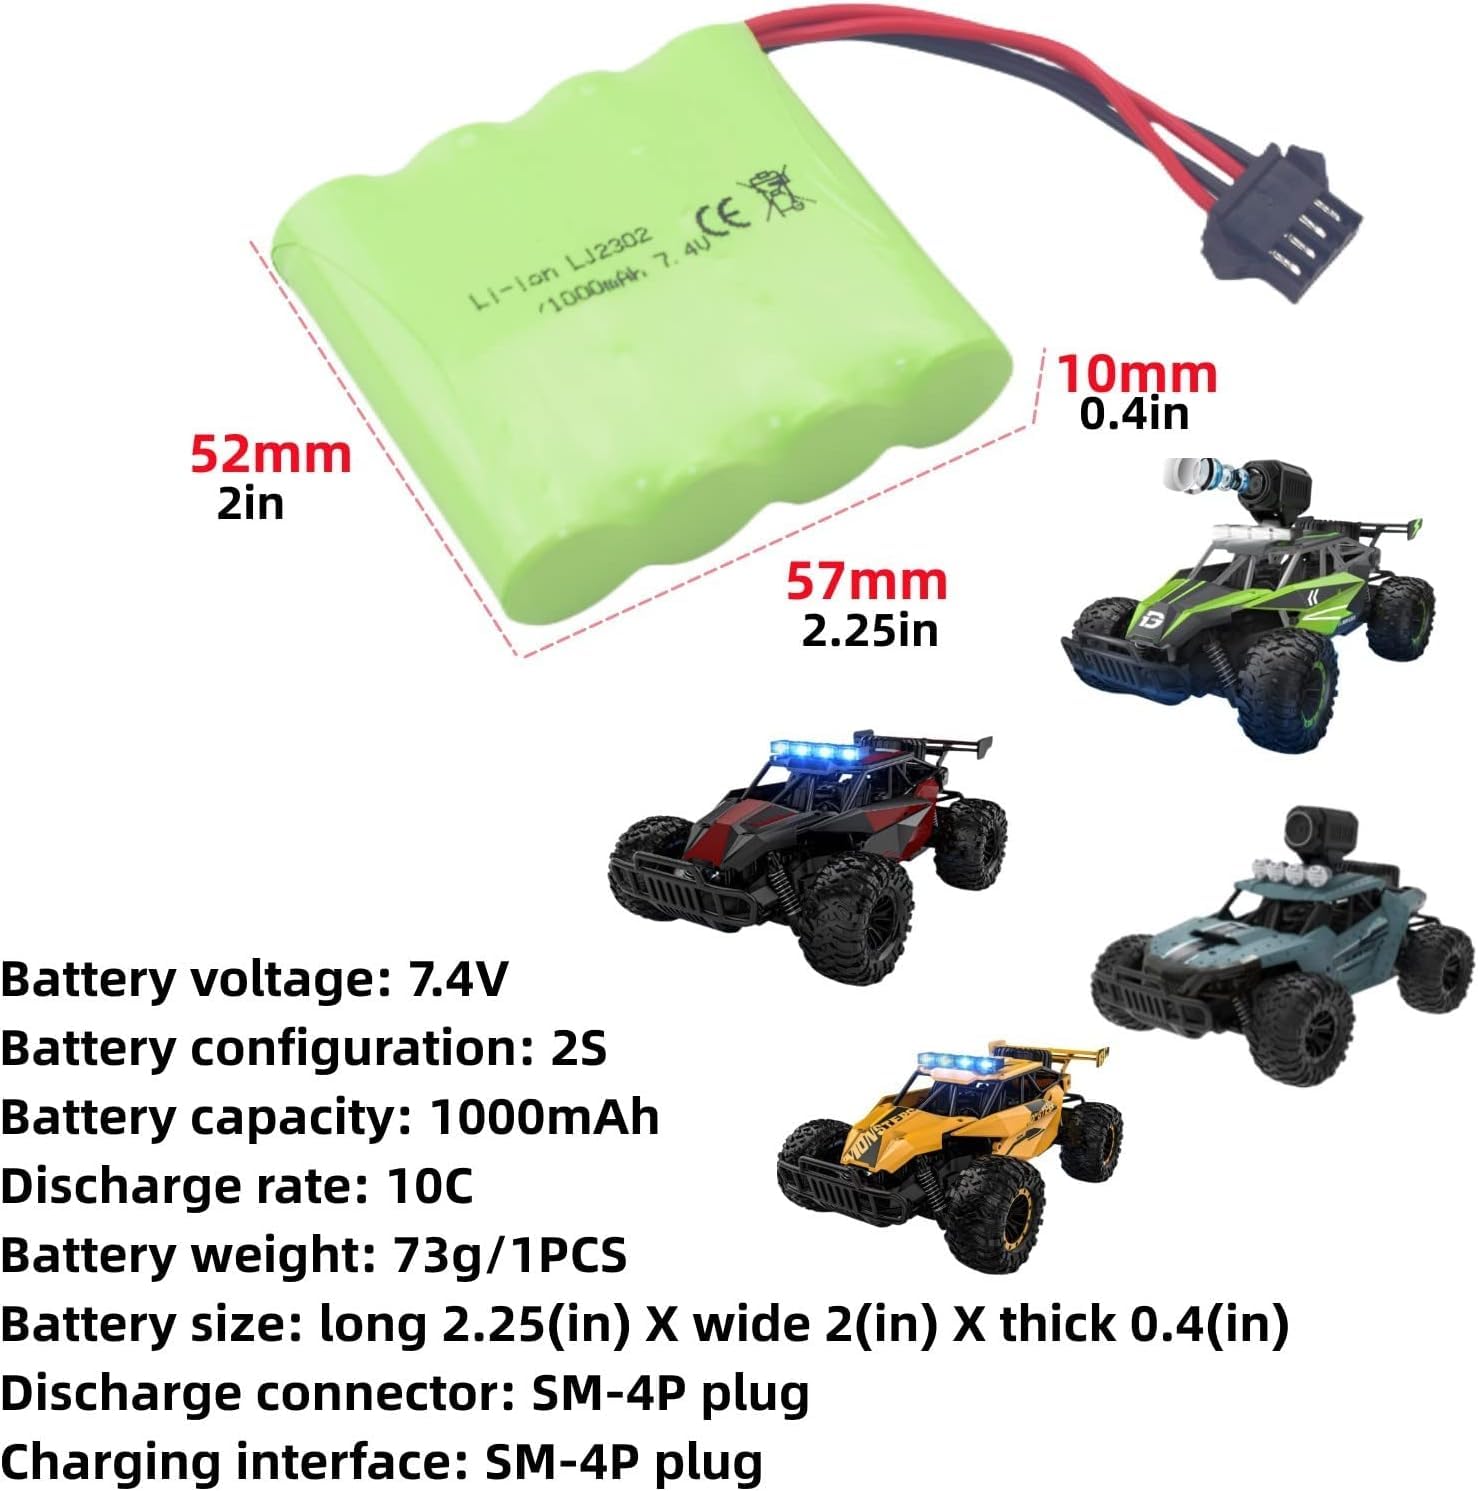 Li-ion LJ2302
1000mAh 7.4V
CE
52mm
2in
10mm
0.4in
57mm
2.25in
Battery voltage: 7.4V
Battery configuration: 2S
Battery capacity: 1000mAh
Discharge rate: 10C
Battery weight: 73g/1PCS
Battery size: long 2.25(in) X wide 2(in) X thick 0.4(in)
Discharge connector: SM-4P plug
Charging interface: SM-4P plug